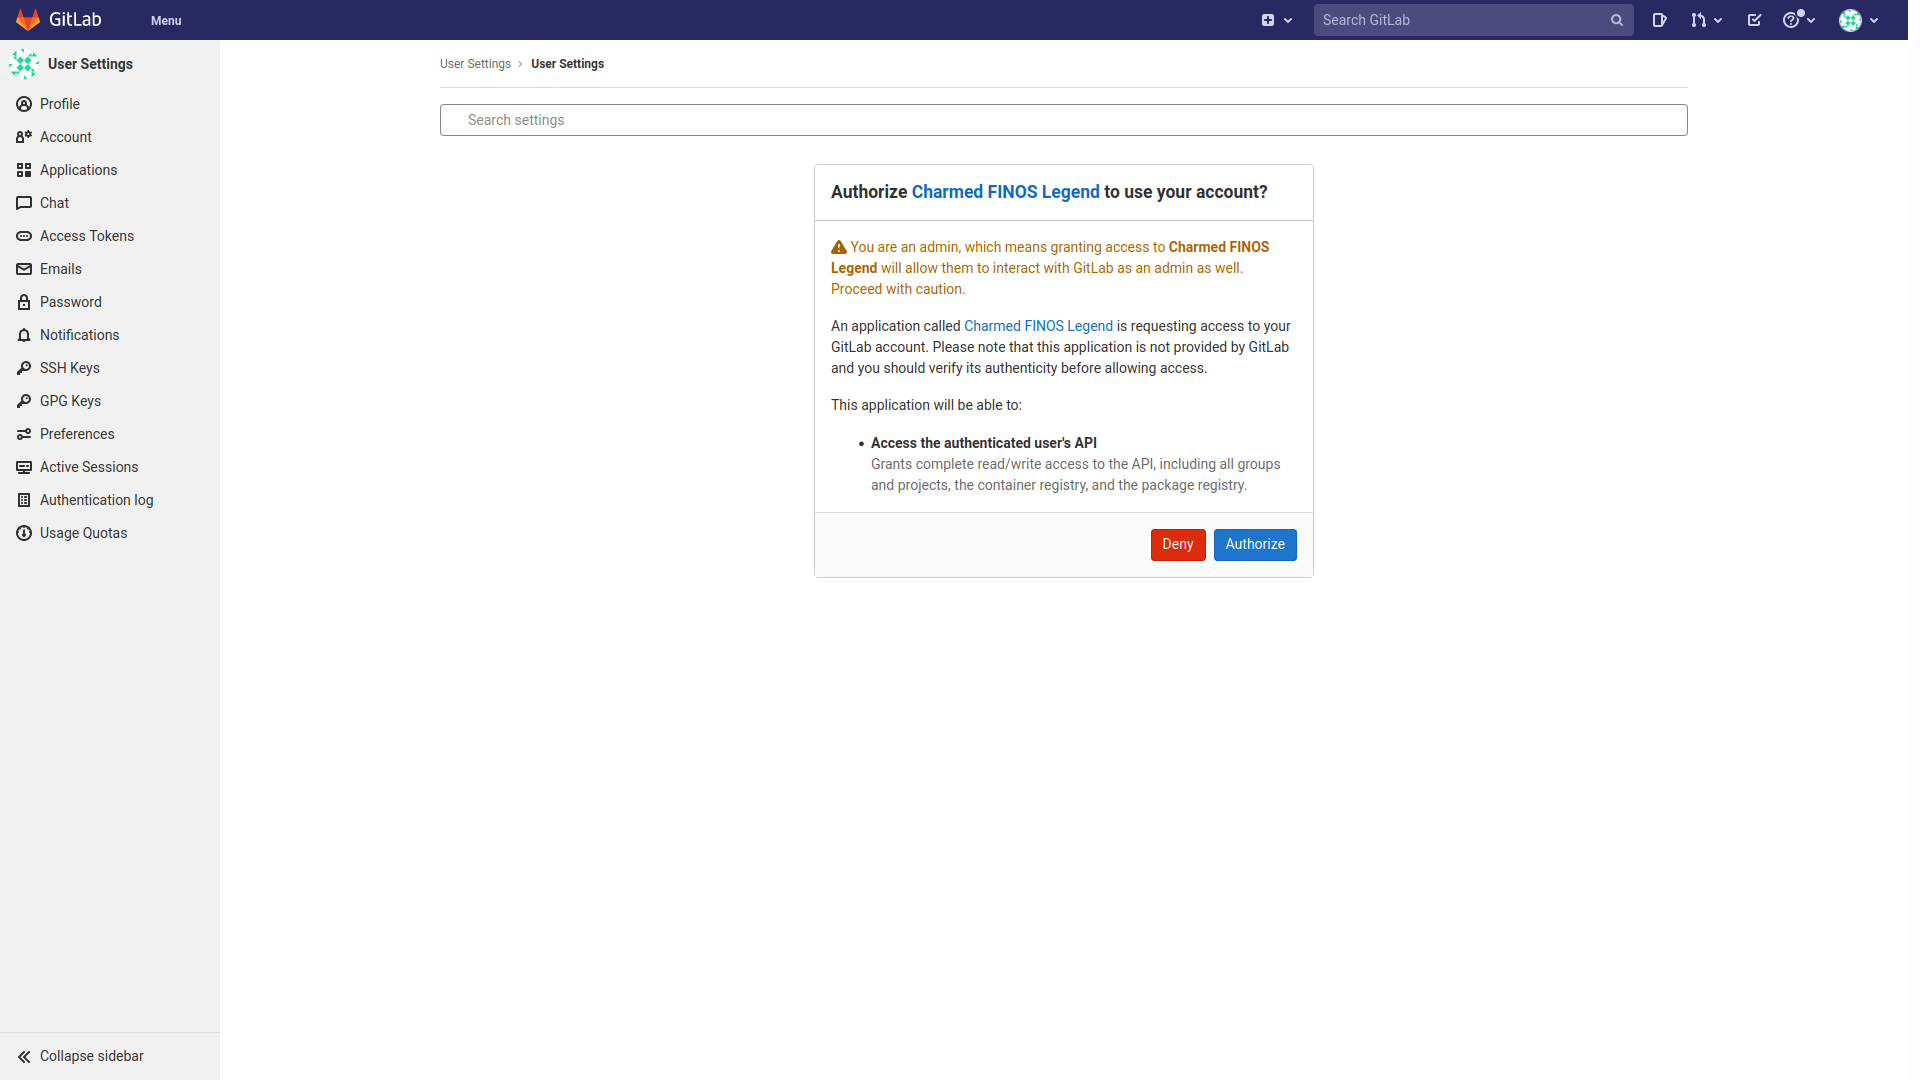 GitLab
Menu
Search GitLab
User Settings
Profile
Account
Applications
Chat
Access Tokens
Emails
Password
Notifications
SSH Keys
GPG Keys
Preferences
Active Sessions
Authentication log
Usage Quotas
Collapse sidebar
User Settings › User Settings
Search settings
Authorize Charmed FINOS Legend to use your account?
You are an admin, which means granting access to Charmed FINOS
Legend will allow them to interact with GitLab as an admin as well.
Proceed with caution.
An application called Charmed FINOS Legend is requesting access to your
GitLab account. Please note that this application is not provided by GitLab
and you should verify its authenticity before allowing access.
This application will be able to:
• Access the authenticated user's API
Grants complete read/write access to the API, including all groups
and projects, the container registry, and the package registry.
Deny
Authorize